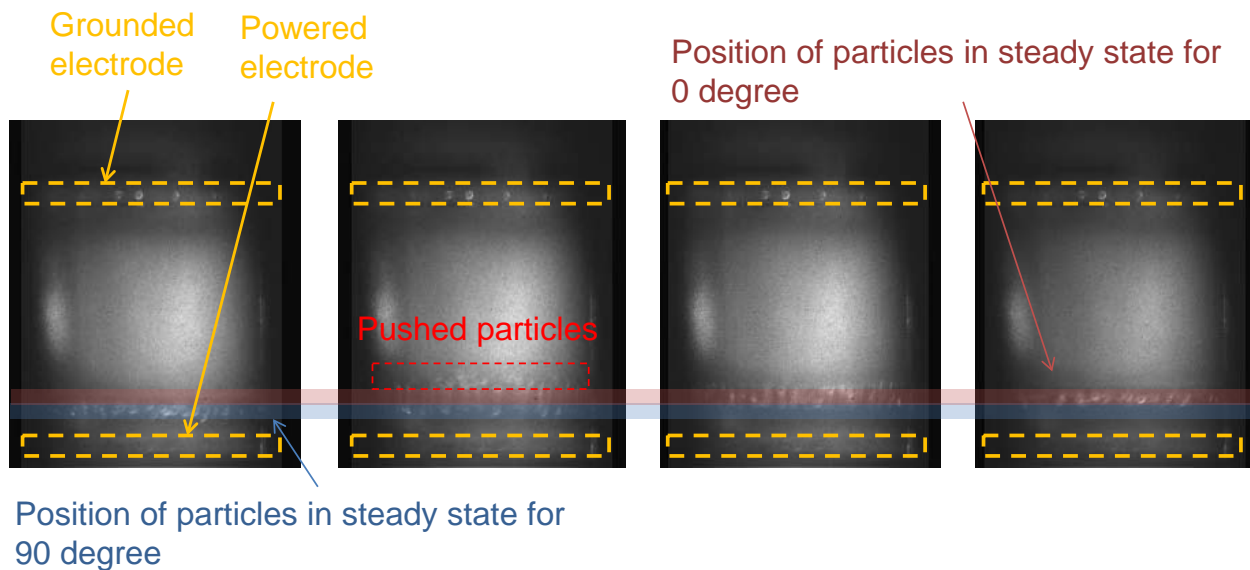 Grounded
electrode
Powered
electrode
Position of particles in steady state for
0 degree
Pushed particles
Position of particles in steady state for
90 degree